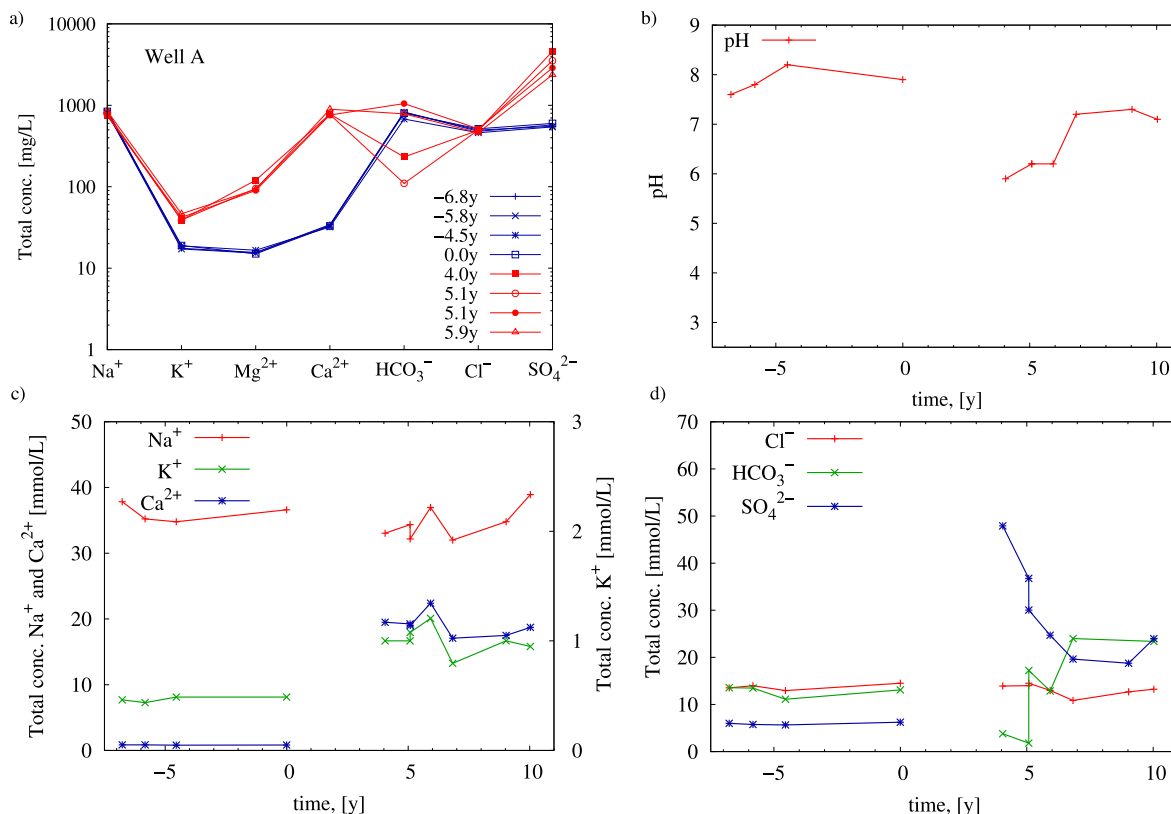 a)
Well A
Total conc. [mg/L]
10000
1000
100
10
1
Na⁺ K⁺ Mg²⁺ Ca²⁺ HCO₃⁻ Cl⁻ SO₄²⁻
−6.8y
−5.8y
−4.5y
0.0y
4.0y
5.1y
5.1y
5.9y
b)
pH
pH
9
8
7
6
5
4
3
−5 0 5 10
time, [y]
c)
Total conc. Na⁺ and Ca²⁺ [mmol/L]
50
40
30
20
10
0
Na⁺
K⁺
Ca²⁺
3
2
1
0
Total conc. K⁺ [mmol/L]
−5 0 5 10
time, [y]
d)
Total conc. [mmol/L]
70
60
50
40
30
20
10
0
Cl⁻
HCO₃⁻
SO₄²⁻
−5 0 5 10
time, [y]